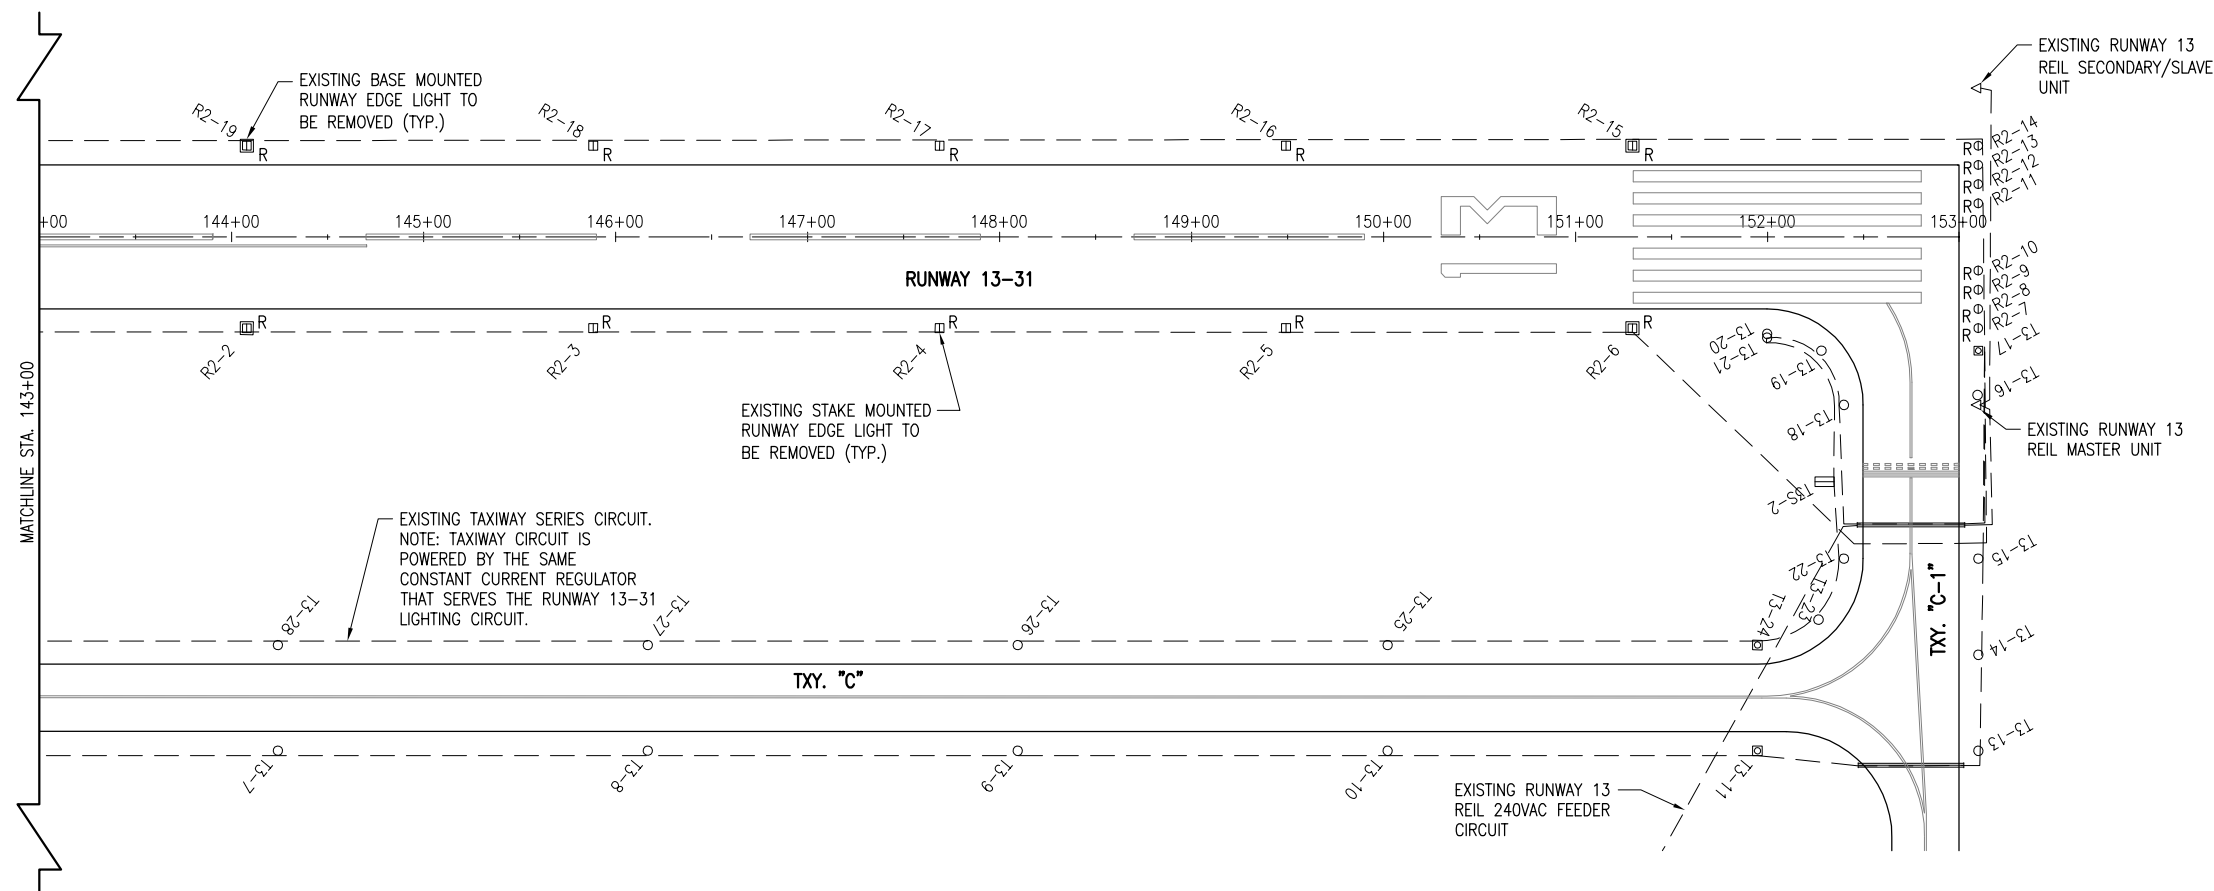 EXISTING RUNWAY 13
REIL SECONDARY/SLAVE
UNIT
EXISTING BASE MOUNTED
RUNWAY EDGE LIGHT TO
BE REMOVED (TYP.)
R2-19
R
R2-18
R
R2-17
R
R2-16
R
R2-15
R
R2-14
R
R2-13
R
R2-12
R
R2-11
R
+00
144+00
145+00
146+00
147+00
148+00
149+00
150+00
151+00
152+00
153+00
13
RUNWAY 13-31
R2-10
R
R2-9
R
R2-8
R
R2-7
R
R
R2-2
R
R2-3
R
R2-4
R
R2-5
R
R2-6
T3-20
T3-21
T3-19
T3-18
T3-17
T3-16
MATCHLINE STA. 143+00
EXISTING STAKE MOUNTED
RUNWAY EDGE LIGHT TO
BE REMOVED (TYP.)
EXISTING RUNWAY 13
REIL MASTER UNIT
T3S-2
EXISTING TAXIWAY SERIES CIRCUIT.
NOTE: TAXIWAY CIRCUIT IS
POWERED BY THE SAME
CONSTANT CURRENT REGULATOR
THAT SERVES THE RUNWAY 13-31
LIGHTING CIRCUIT.
T3-28
T3-27
T3-26
T3-25
T3-24
T3-23
T3-22
T3-15
T3-14
T3-13
TXY. "C-1"
TXY. "C"
T3-7
T3-8
T3-9
T3-10
T3-11
EXISTING RUNWAY 13
REIL 240VAC FEEDER
CIRCUIT